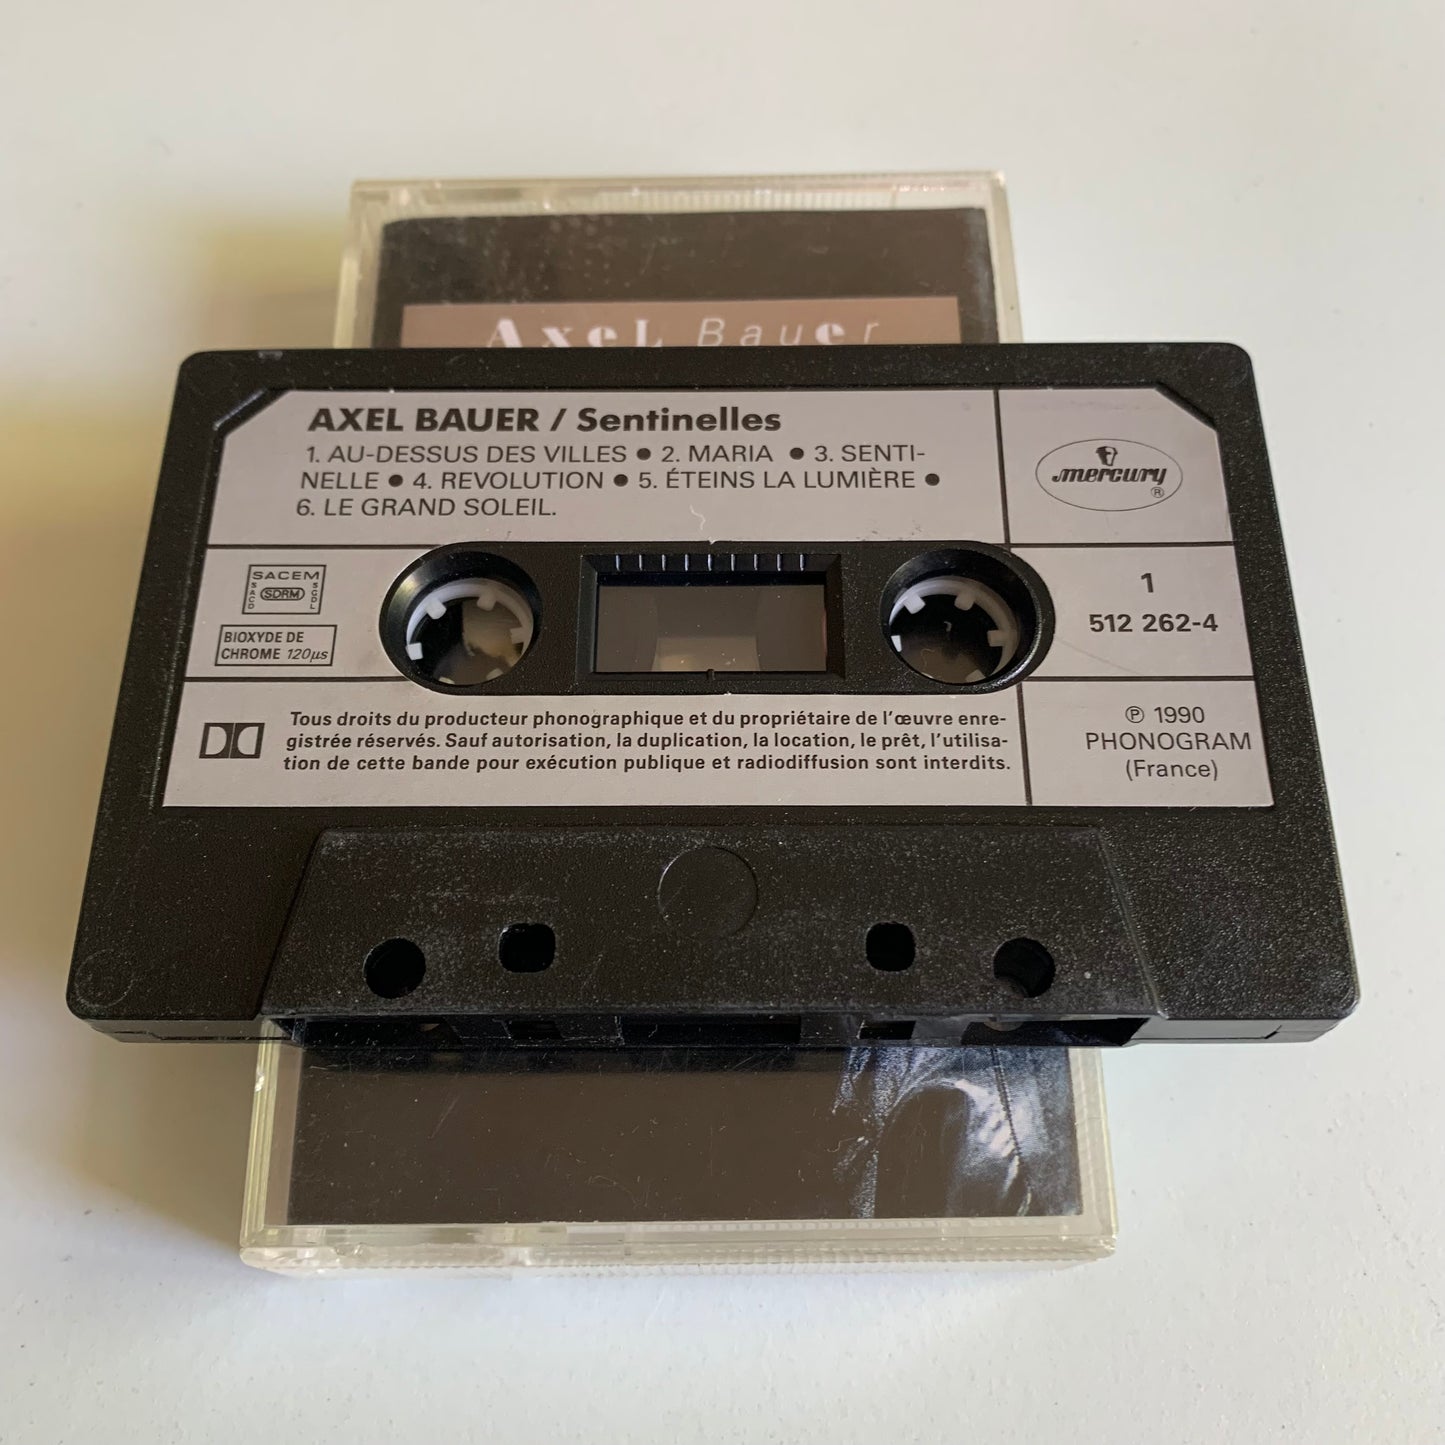 AxeL Bauer
AXEL BAUER / Sentinelles
1. AU-DESSUS DES VILLES ● 2. MARIA ● 3. SENTI-
NELLE ● 4. REVOLUTION ● 5. ÉTEINS LA LUMIÈRE ●
6. LE GRAND SOLEIL.
mercury
®
SACEM
SACD
SDRM
SGDL
BIOXYDE DE
CHROME 120µs
1
512 262-4
Tous droits du producteur phonographique et du propriétaire de l'œuvre enre-
gistrée réservés. Sauf autorisation, la duplication, la location, le prêt, l'utilisa-
tion de cette bande pour exécution publique et radiodiffusion sont interdits.
℗ 1990
PHONOGRAM
(France)